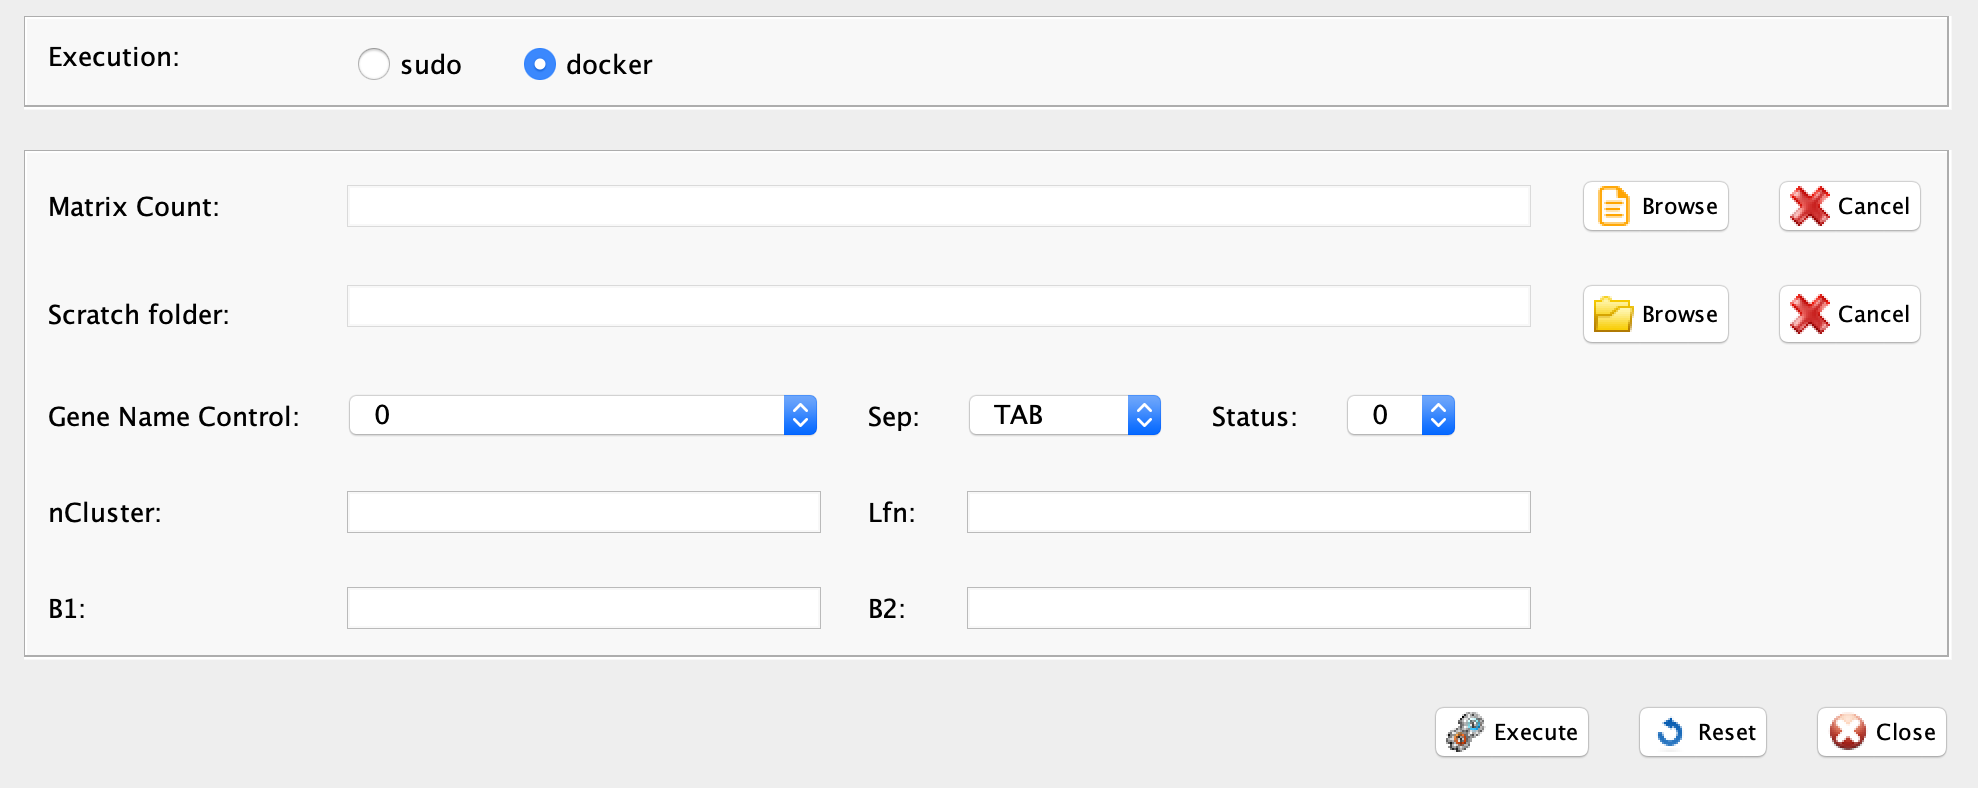 Execution: sudo docker
Matrix Count: Browse Cancel
Scratch folder: Browse Cancel
Gene Name Control: 0 Sep: TAB Status: 0
nCluster: Lfn:
B1: B2:
Execute Reset Close